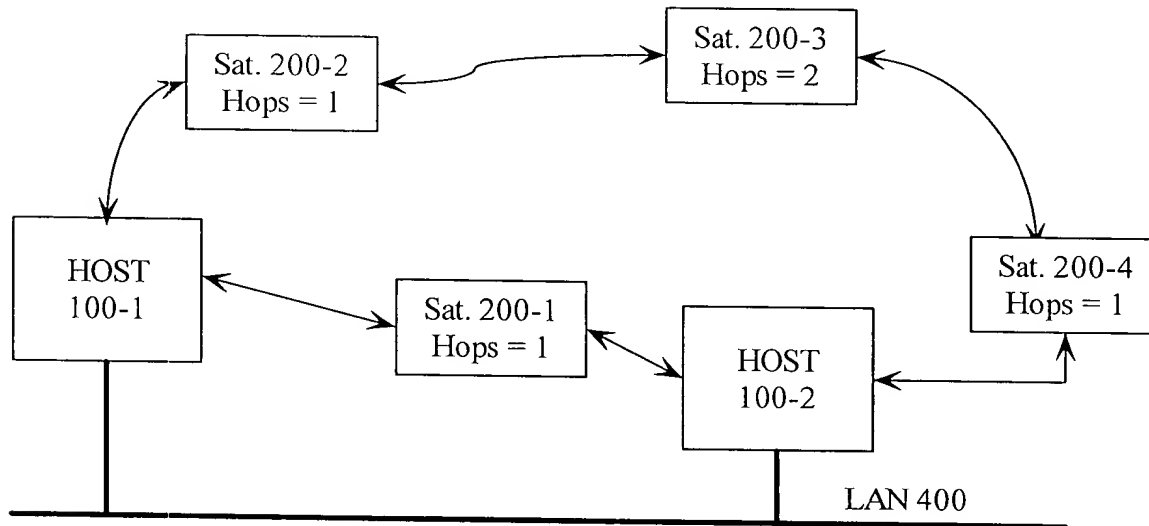 Sat. 200-2
Hops = 1
Sat. 200-3
Hops = 2
HOST
100-1
Sat. 200-1
Hops = 1
HOST
100-2
Sat. 200-4
Hops = 1
LAN 400